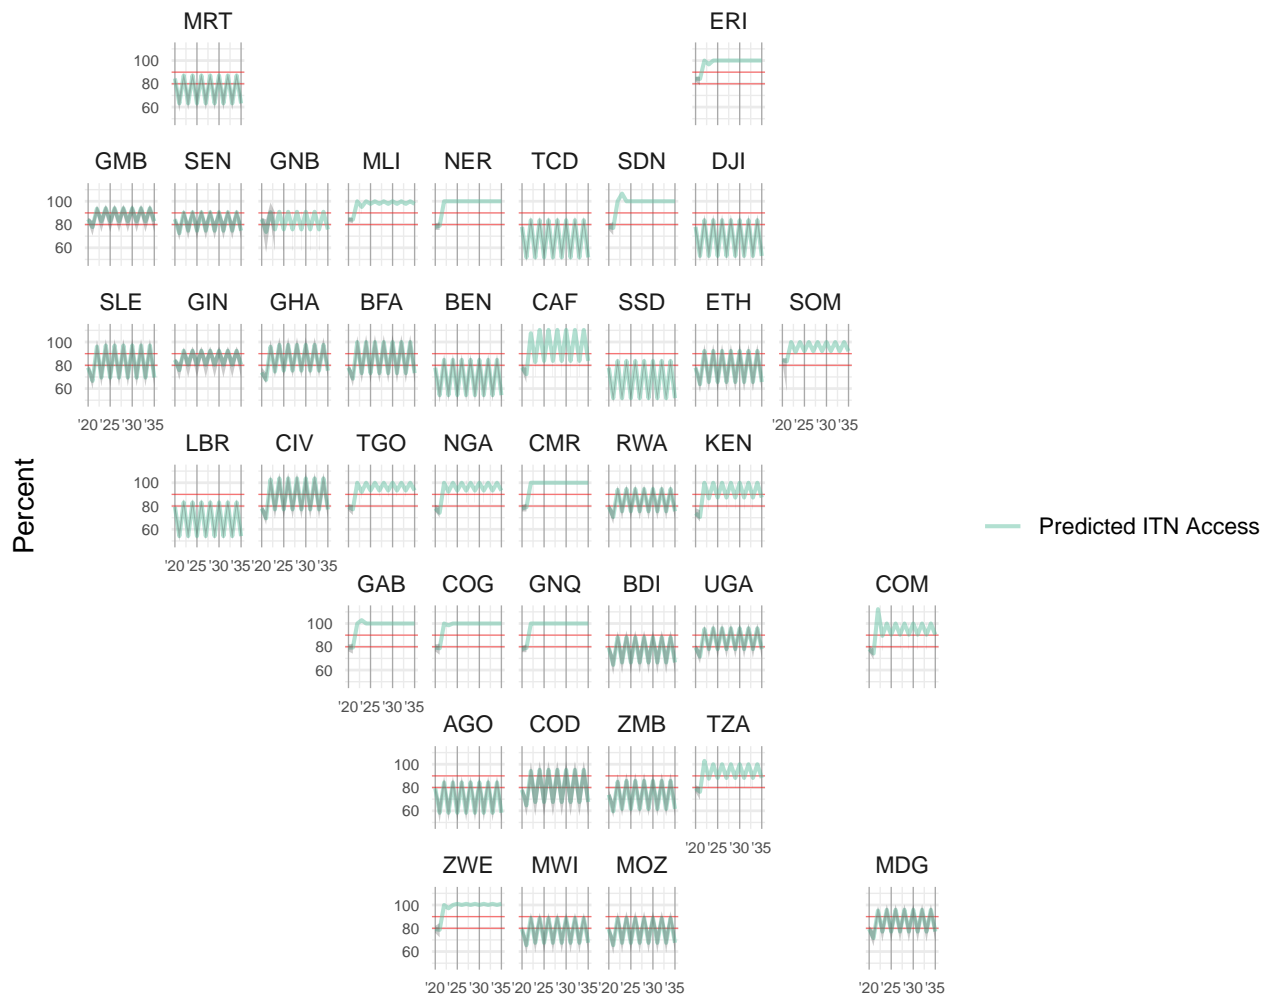 MRT ERI
100
80
60
GMB SEN GNB MLI NER TCD SDN DJI
100
80
60
SLE GIN GHA BFA BEN CAF SSD ETH SOM
100
80
60
'20 '25 '30 '35 '20 '25 '30 '35
LBR CIV TGO NGA CMR RWA KEN
100
80
60
Percent
Predicted ITN Access
'20 '25 '30 '35 '20 '25 '30 '35
GAB COG GNQ BDI UGA COM
100
80
60
'20 '25 '30 '35
AGO COD ZMB TZA
100
80
60
'20 '25 '30 '35
ZWE MWI MOZ MDG
100
80
60
'20 '25 '30 '35 '20 '25 '30 '35 '20 '25 '30 '35 '20 '25 '30 '35